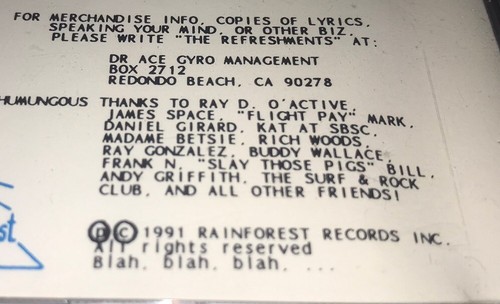 FOR MERCHANDISE INFO, COPIES OF LYRICS,
SPEAKING YOUR MIND, OR OTHER BIZ,
PLEASE WRITE "THE REFRESHMENTS" AT:
DR ACE GYRO MANAGEMENT
BOX 2712
REDONDO BEACH, CA 90278
HUMUNGOUS THANKS TO RAY D. O'ACTIVE,
JAMES SPACE, "FLIGHT PAY" MARK,
DANIEL GIRARD, KAT AT SBSC,
MADAME BETSIE, RICH WOODS,
RAY GONZALEZ, BUDDY WALLACE
FRANK N. "SLAY THOSE PIGS" BILL,
ANDY GRIFFITH, THE SURF & ROCK
CLUB, AND ALL OTHER FRIENDS!
℗ © 1991 RAINFOREST RECORDS INC.
All rights reserved
Blah, blah, blah, ...